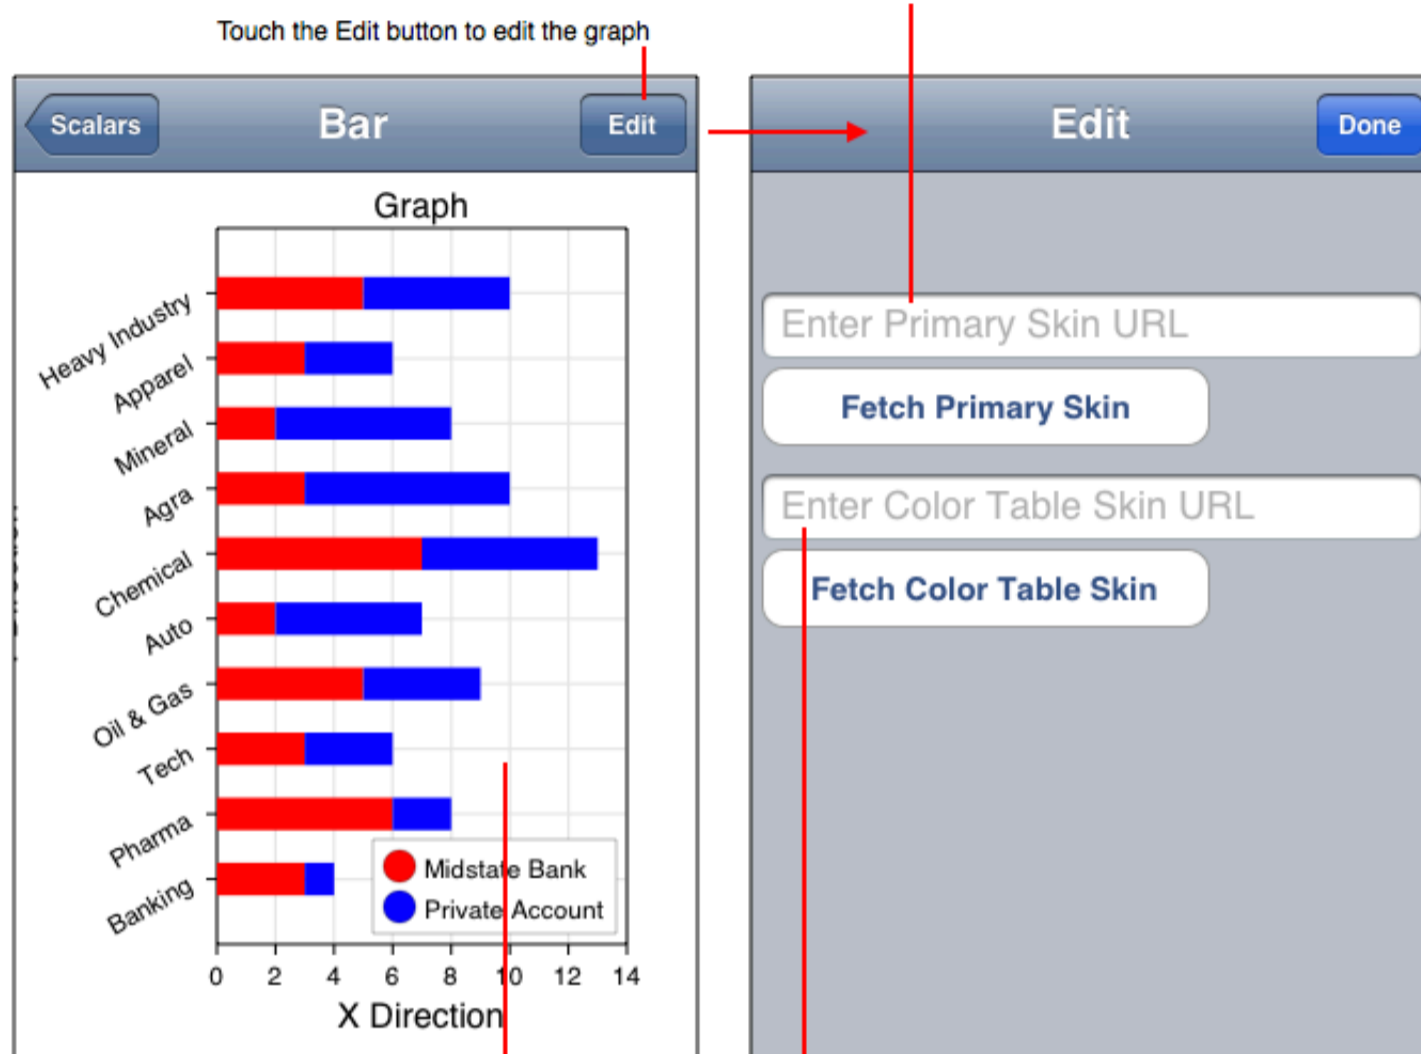 Touch the Edit button to edit the graph
Scalars
Bar
Edit
Graph
Heavy Industry
Apparel
Mineral
Agra
Chemical
Auto
Oil & Gas
Tech
Pharma
Banking
Midstate Bank
Private Account
0 2 4 6 8 10 12 14
X Direction
Edit
Done
Enter Primary Skin URL
Fetch Primary Skin
Enter Color Table Skin URL
Fetch Color Table Skin